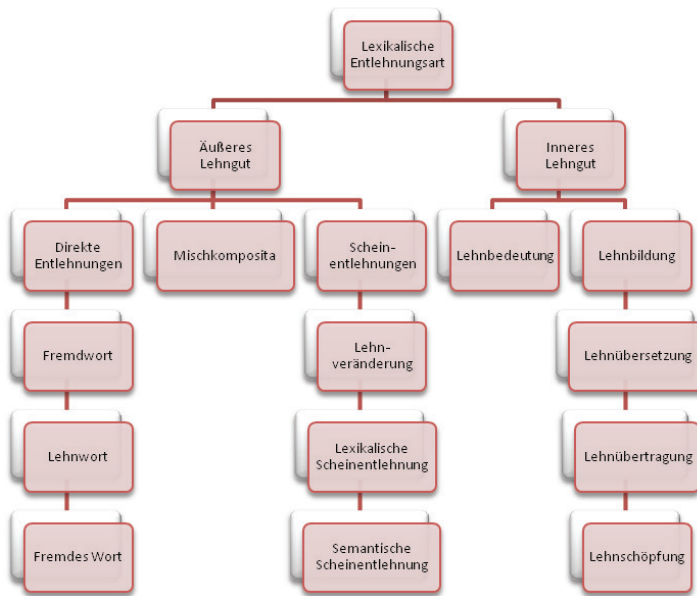 Lexikalische
Entlehnungsart
Äußeres
Lehngut
Inneres
Lehngut
Direkte
Entlehnungen
Mischkomposita
Schein-
entlehnungen
Lehnbedeutung
Lehnbildung
Fremdwort
Lehn-
veränderung
Lehnübersetzung
Lehnwort
Lexikalische
Scheinentlehnung
Lehnübertragung
Fremdes Wort
Semantische
Scheinentlehnung
Lehnschöpfung